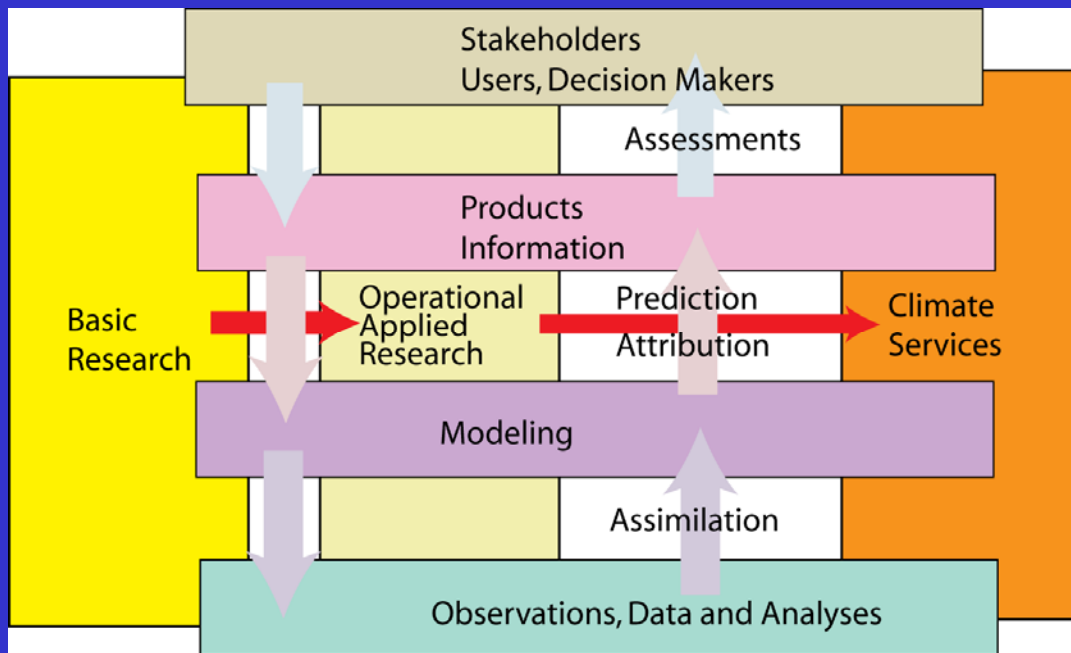 Stakeholders
Users, Decision Makers
Assessments
Products
Information
Basic
Research
Operational
Applied
Research
Prediction
Attribution
Climate
Services
Modeling
Assimilation
Observations, Data and Analyses